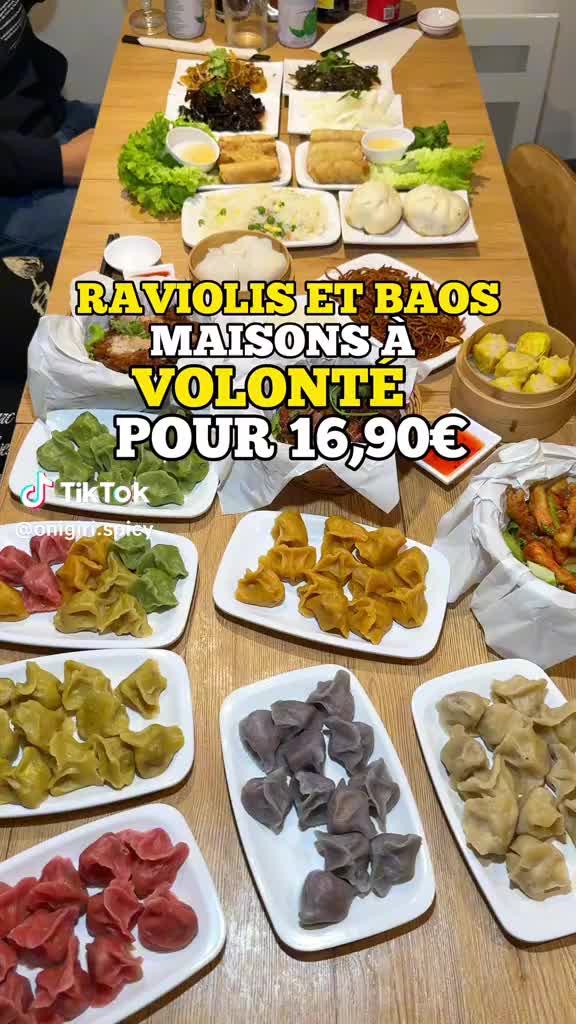 RAVIOLIS ET BAOS
MAISONS À
VOLONTÉ
POUR 16,90€
TikTok
@onigiri.spicy